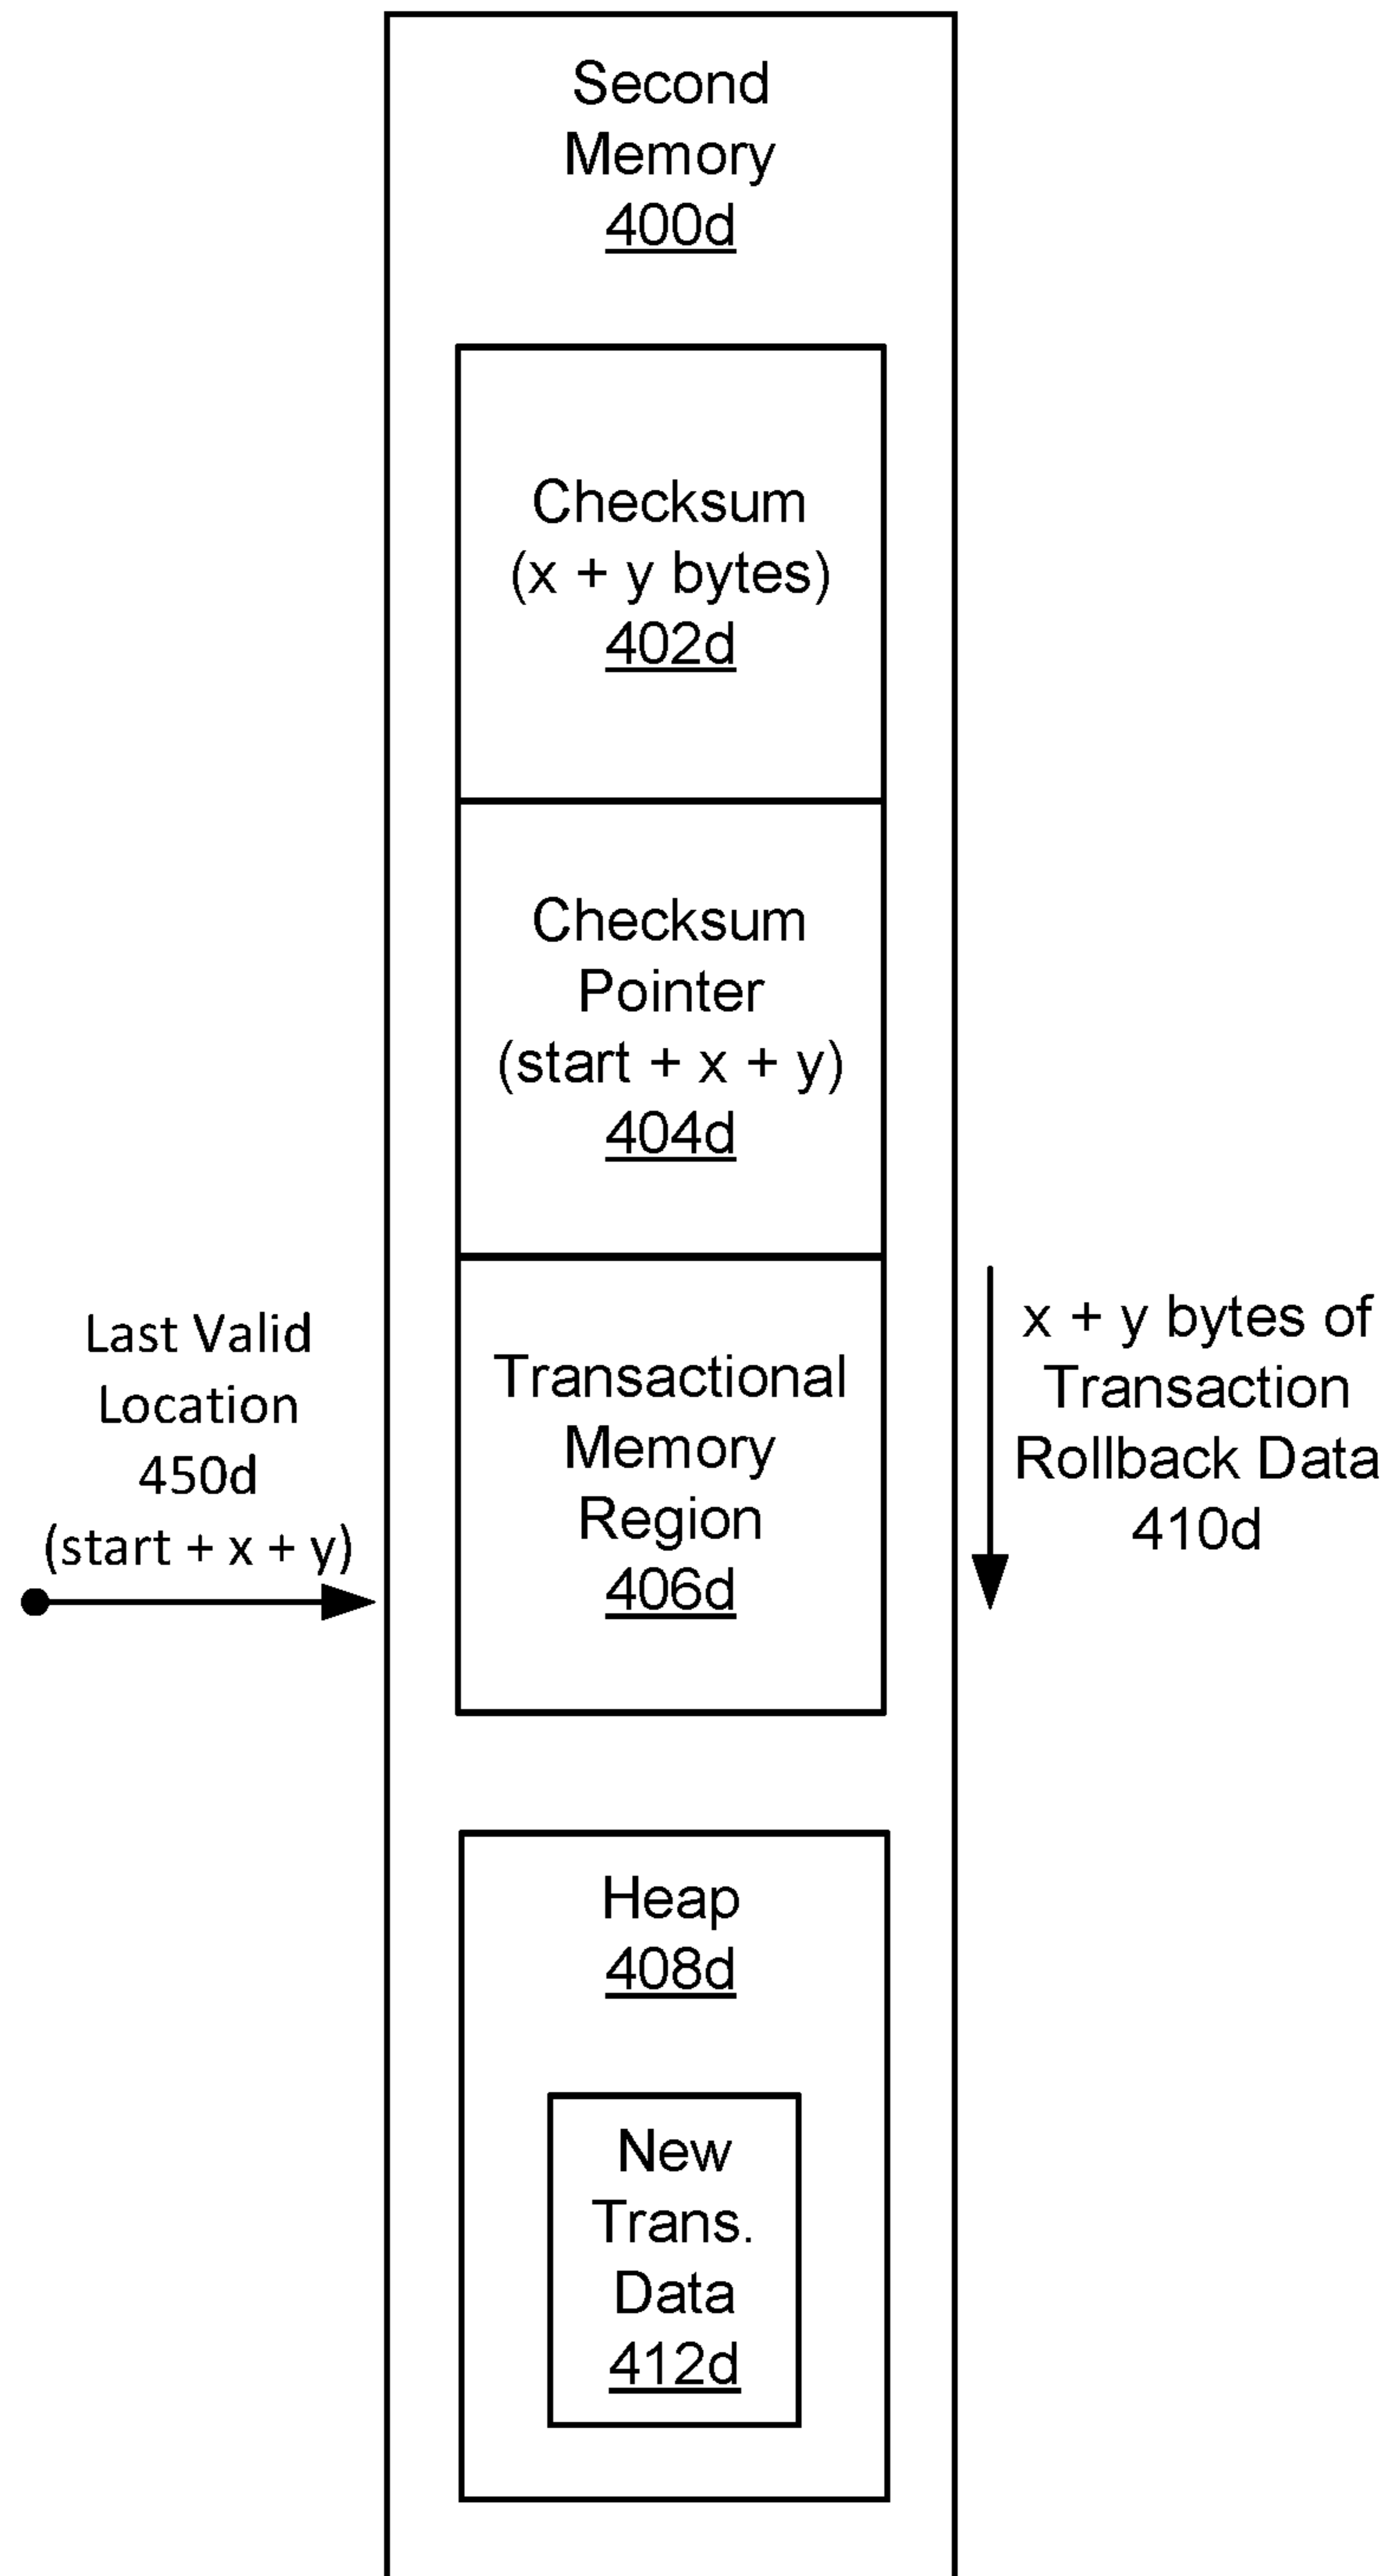 Second
Memory
400d
Checksum
(x + y bytes)
402d
Checksum
Pointer
(start + x + y)
404d
Last Valid
Location
450d
(start + x + y)
Transactional
Memory
Region
406d
x + y bytes of
Transaction
Rollback Data
410d
Heap
408d
New
Trans.
Data
412d